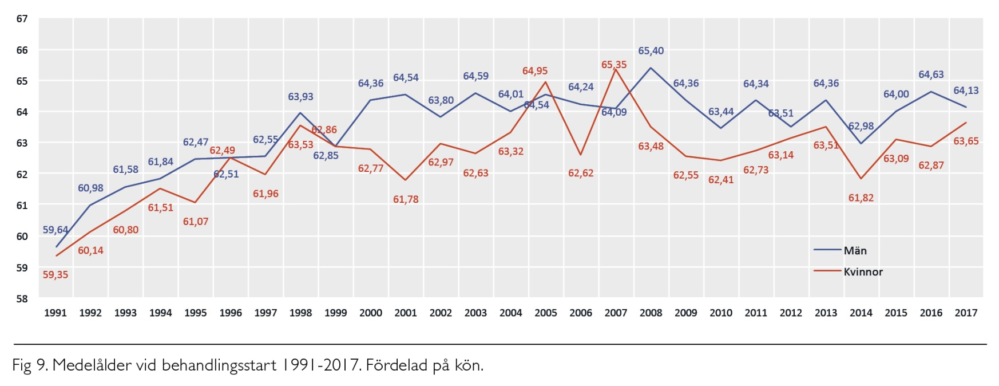 67
66
65
64
63
62
61
60
59
58
59,64 60,98 61,58 61,84 62,47 62,51 62,55 63,93 62,85 64,36 64,54 63,80 64,59 64,01 64,54 64,24 64,09 65,40 64,36 63,44 64,34 63,51 64,36 62,98 64,00 64,63 64,13
59,35 60,14 60,80 61,51 61,07 62,49 61,96 63,53 62,86 62,77 61,78 62,97 62,63 63,32 64,95 62,62 65,35 63,48 62,55 62,41 62,73 63,14 63,51 61,82 63,09 62,87 63,65
Män
Kvinnor
1991 1992 1993 1994 1995 1996 1997 1998 1999 2000 2001 2002 2003 2004 2005 2006 2007 2008 2009 2010 2011 2012 2013 2014 2015 2016 2017
Fig 9. Medelålder vid behandlingsstart 1991-2017. Fördelad på kön.